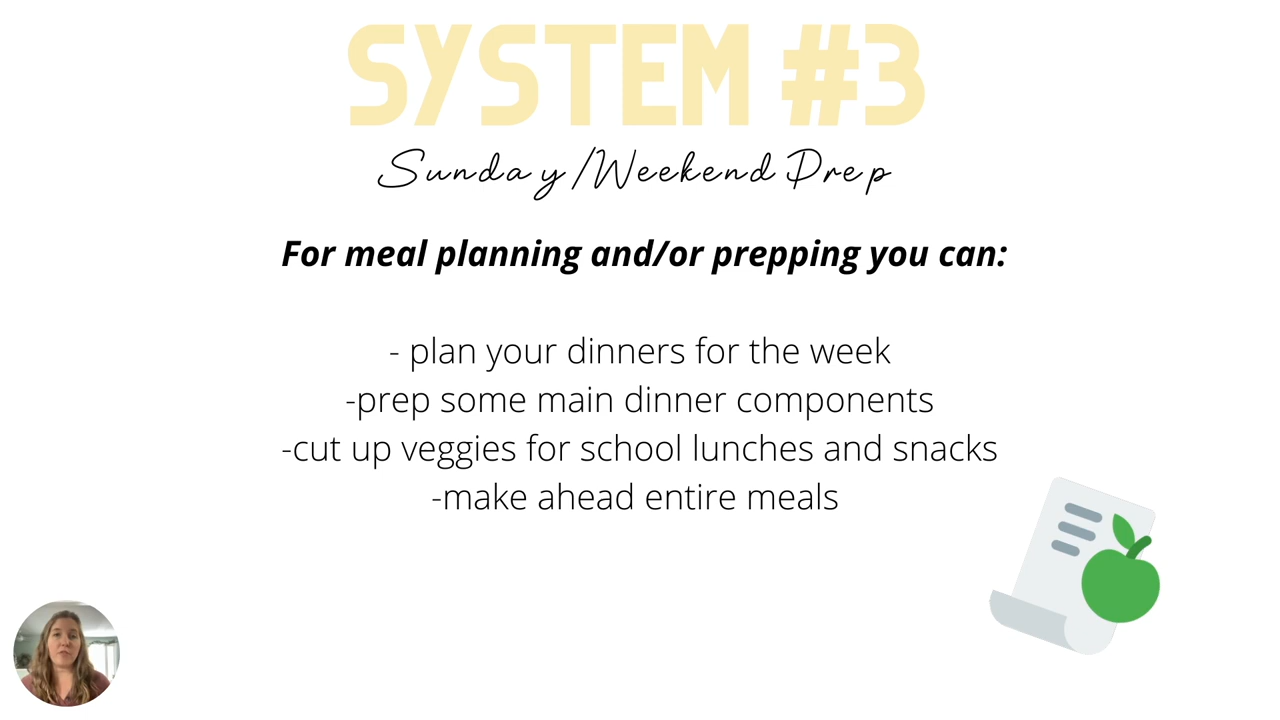 SYSTEM #3
Sunday/Weekend Prep
For meal planning and/or prepping you can:
- plan your dinners for the week
-prep some main dinner components
-cut up veggies for school lunches and snacks
-make ahead entire meals